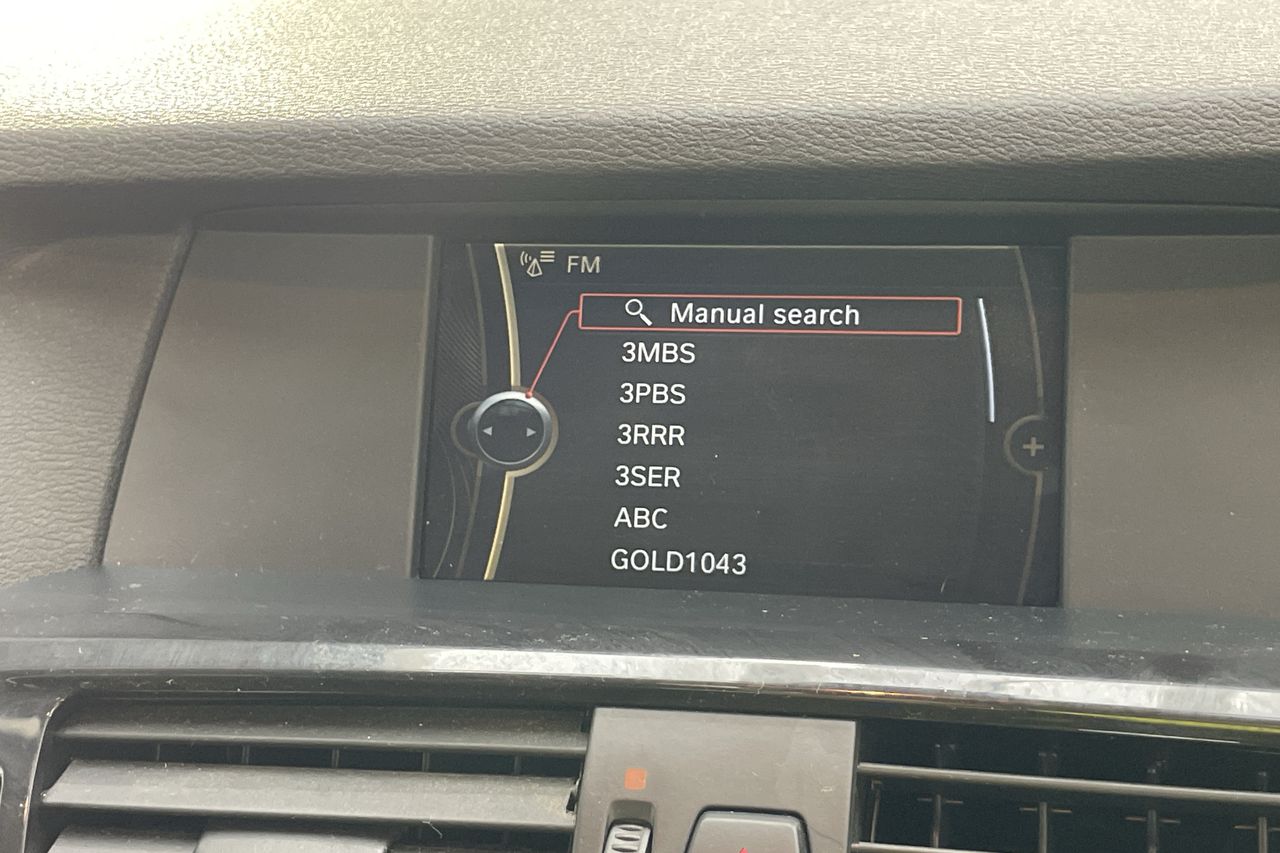 FM
Manual search
3MBS
3PBS
3RRR
3SER
ABC
GOLD1043